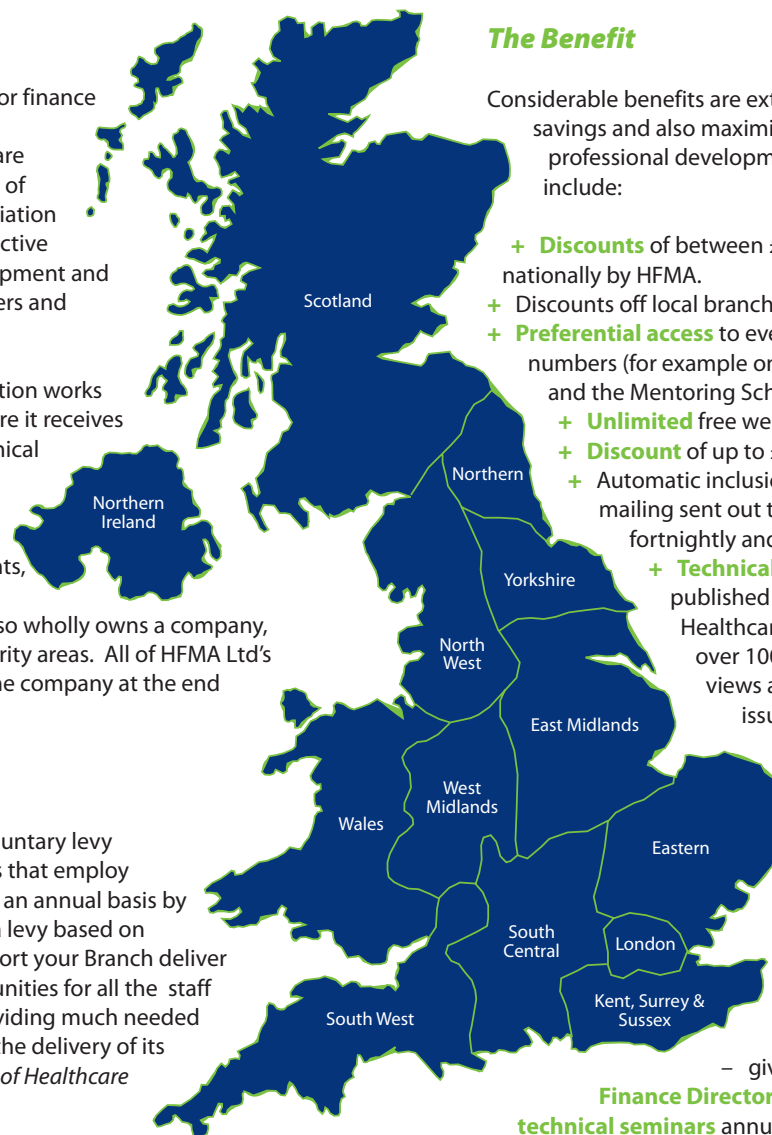 or finance
are
of
iation
ctive
pment and
ers and
tion works
re it receives
nical
nts,
so wholly owns a company,
rity areas. All of HFMA Ltd's
he company at the end
untary levy
s that employ
an annual basis by
a levy based on
ort your Branch deliver
unities for all the staff
viding much needed
the delivery of its
of Healthcare
Scotland
Northern
Ireland
Northern
Yorkshire
North
West
East Midlands
West
Midlands
Wales
Eastern
South
Central
London
Kent, Surrey &
Sussex
South West
The Benefit
Considerable benefits are ext
savings and also maximi
professional developm
include:
+ Discounts of between
nationally by HFMA.
+ Discounts off local branch
+ Preferential access to eve
numbers (for example or
and the Mentoring Sch
+ Unlimited free we
+ Discount of up to
+ Automatic inclusio
mailing sent out t
fortnightly and
+ Technical
published
Healthcar
over 100
views a
issu
– giv
Finance Director
technical seminars annu